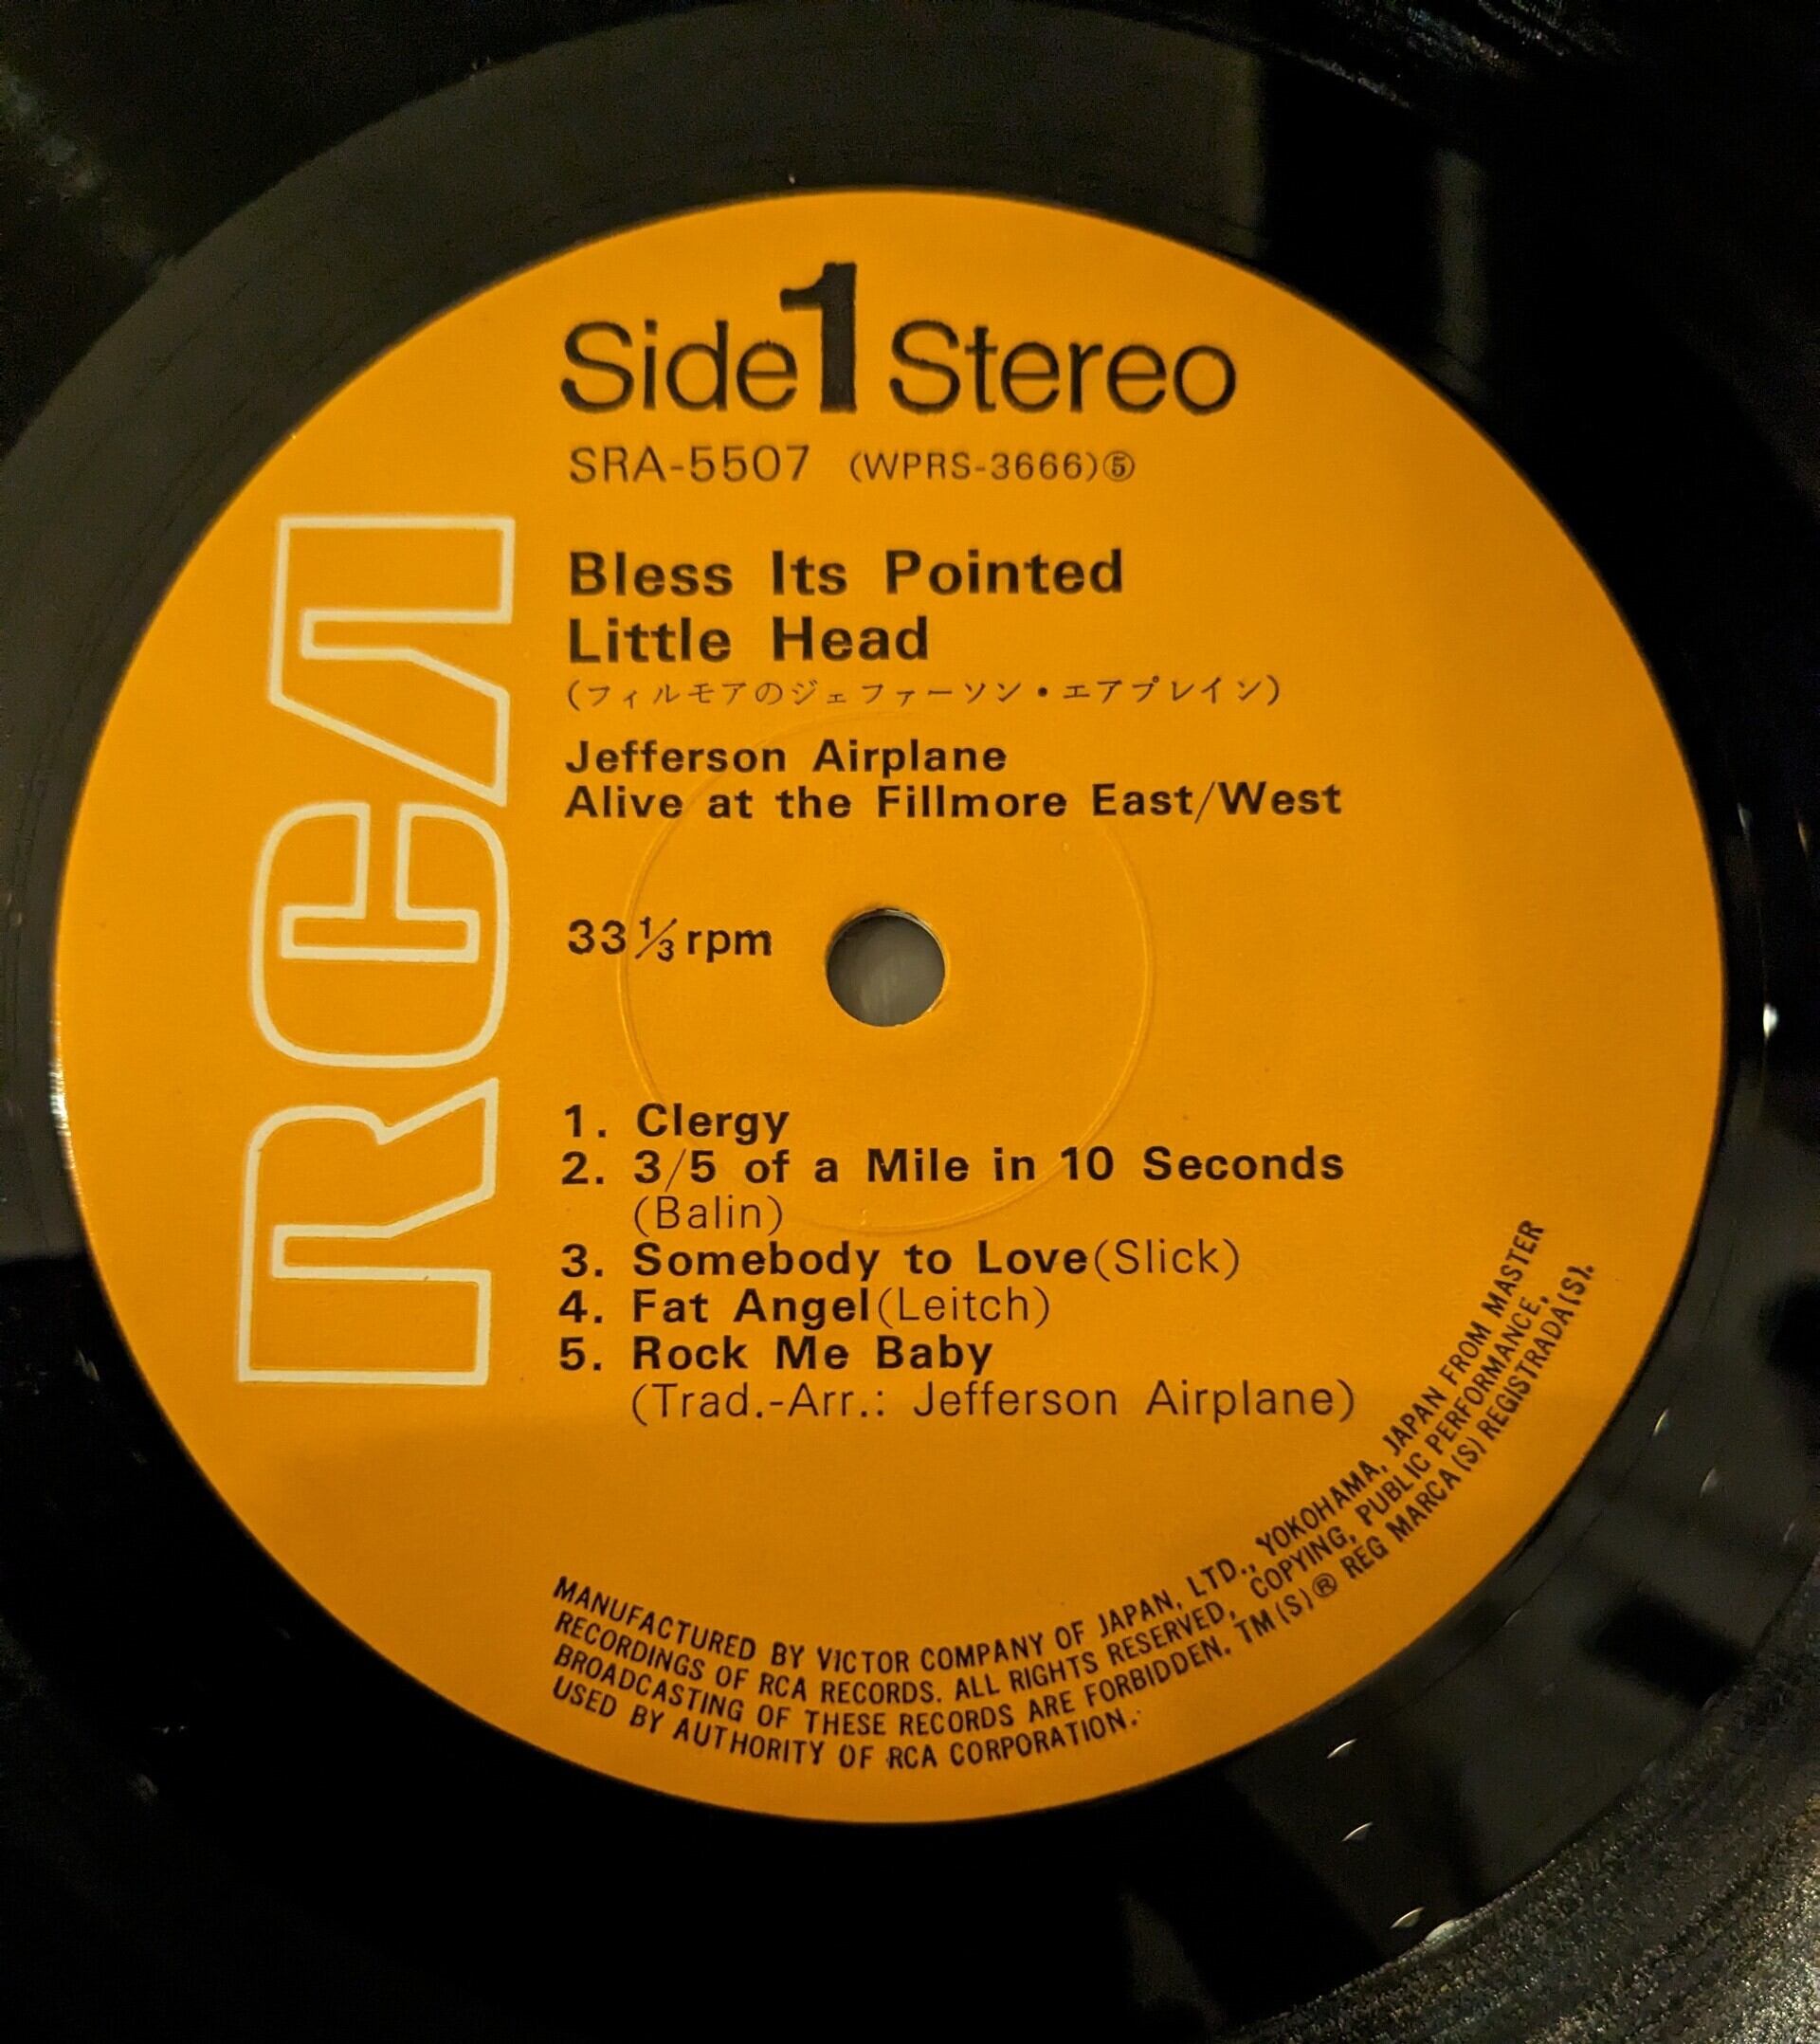 Side 1 Stereo
SRA-5507 (WPRS-3666)⑤
Bless Its Pointed
Little Head
(フィルモアのジェファーソン・エアプレイン)
Jefferson Airplane
Alive at the Fillmore East/West
33⅓rpm
RCA
1. Clergy
2. 3/5 of a Mile in 10 Seconds
(Balin)
3. Somebody to Love(Slick)
4. Fat Angel(Leitch)
5. Rock Me Baby
(Trad.-Arr.: Jefferson Airplane)
MANUFACTURED BY VICTOR COMPANY OF JAPAN, LTD., YOKOHAMA, JAPAN FROM MASTER
RECORDINGS OF RCA RECORDS. ALL RIGHTS RESERVED, COPYING, PUBLIC PERFORMANCE,
BROADCASTING OF THESE RECORDS ARE FORBIDDEN. TM(S)® REG MARCA(S) REGISTRADA(S).
USED BY AUTHORITY OF RCA CORPORATION.